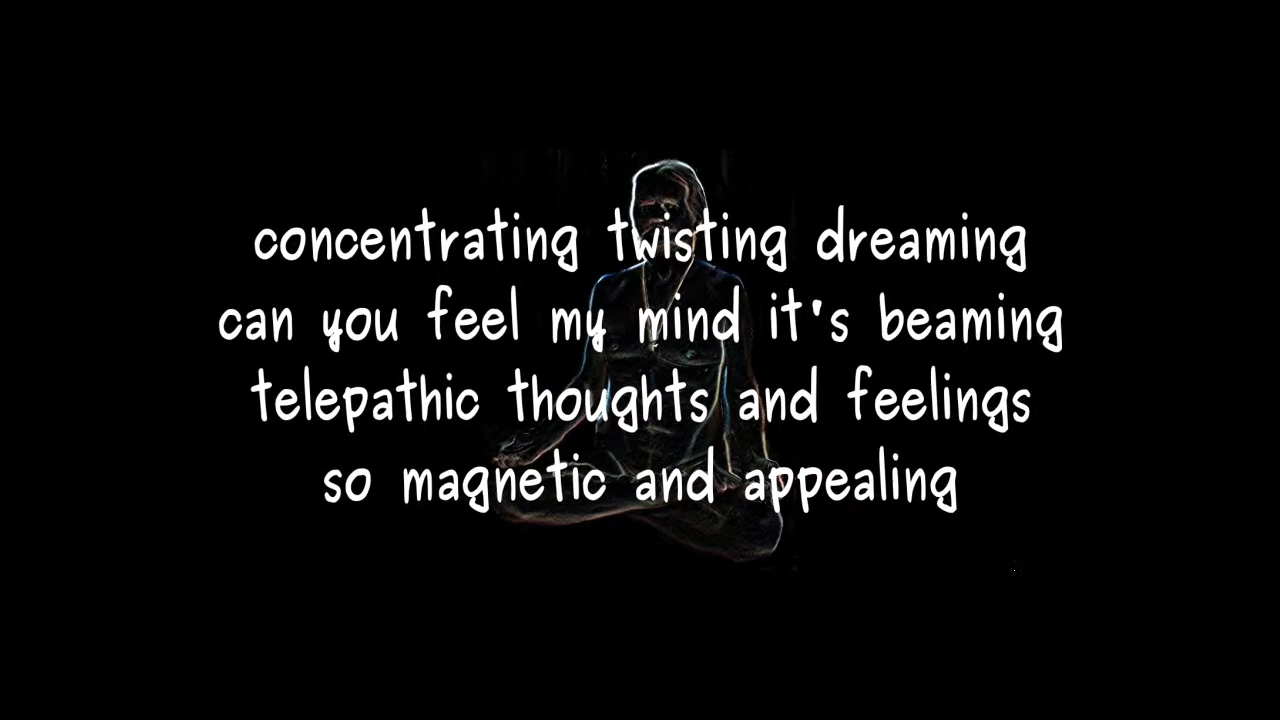 concentrating twisting dreaming
can you feel my mind it's beaming
telepathic thoughts and feelings
so magnetic and appealing